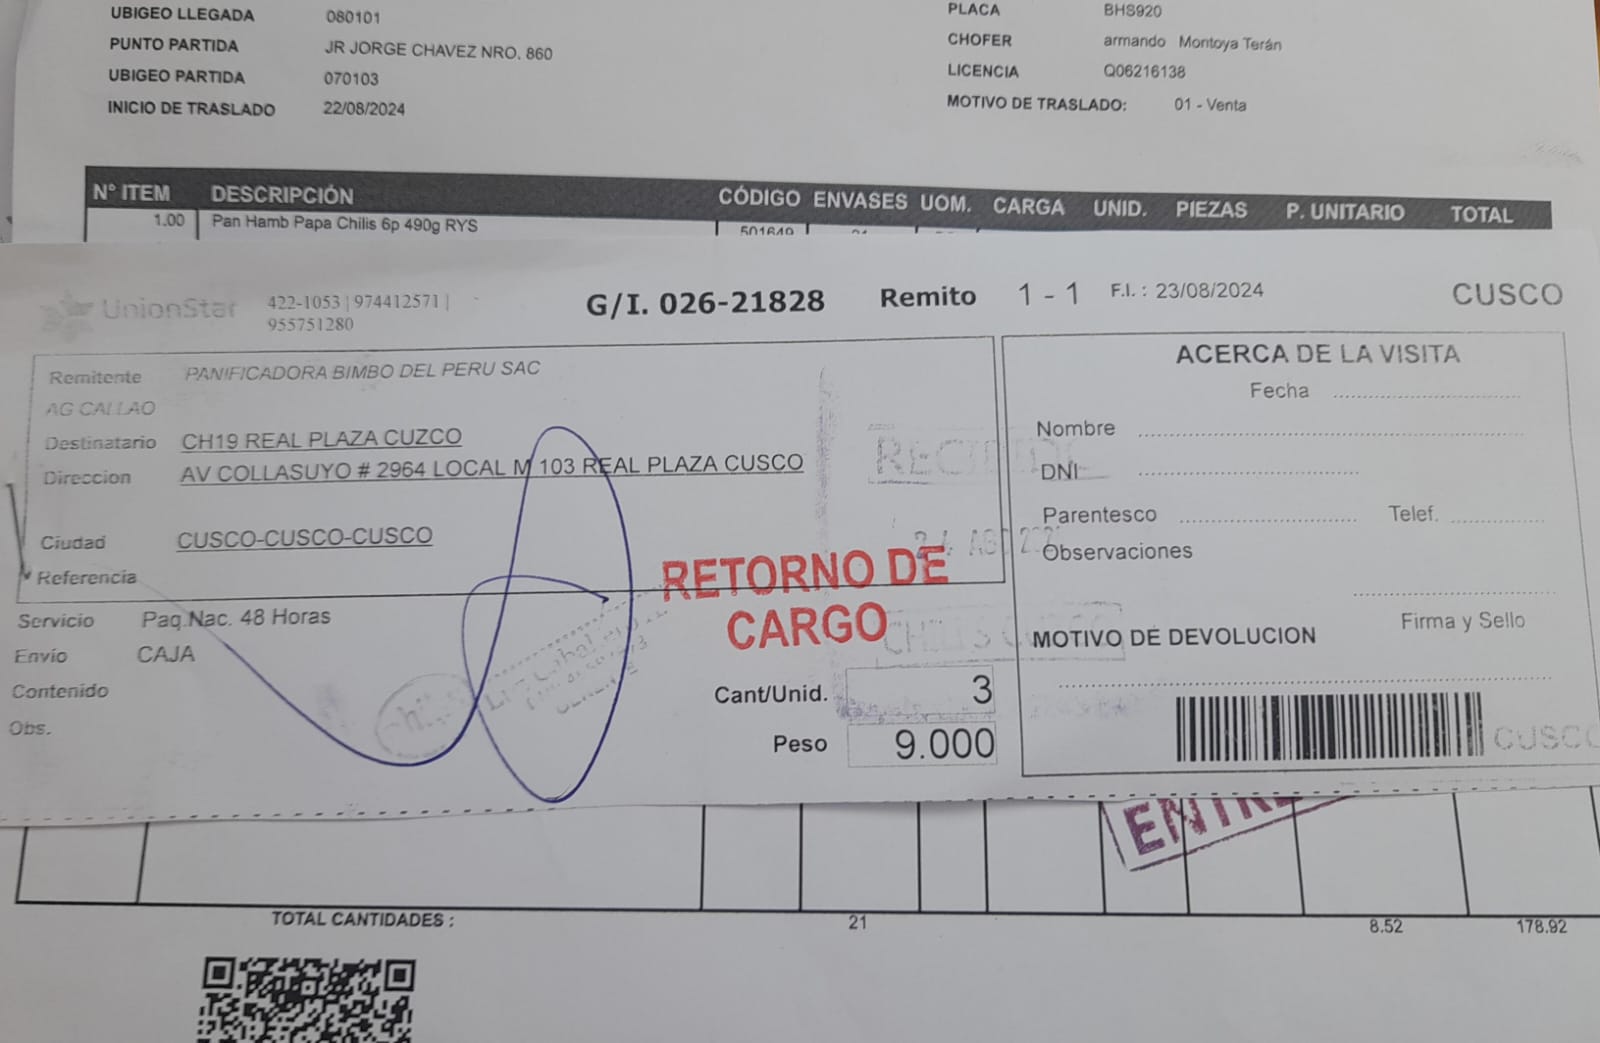 UBIGEO LLEGADA 080101
PUNTO PARTIDA JR JORGE CHAVEZ NRO. 860
UBIGEO PARTIDA 070103
INICIO DE TRASLADO 22/08/2024
PLACA BHS920
CHOFER armando Montoya Terán
LICENCIA Q06216138
MOTIVO DE TRASLADO: 01 - Venta
N° ITEM DESCRIPCIÓN CÓDIGO ENVASES UOM. CARGA UNID. PIEZAS P. UNITARIO TOTAL
1.00 Pan Hamb Papa Chilis 6p 490g RYS 501649
UnionStar 422-1053 | 974412571 |
955751280
G/I. 026-21828 Remito 1 - 1 F.I. : 23/08/2024 CUSCO
Remitente PANIFICADORA BIMBO DEL PERU SAC
AG CALLAO
Destinatario CH19 REAL PLAZA CUZCO
Direccion AV COLLASUYO # 2964 LOCAL M 103 REAL PLAZA CUSCO
Ciudad CUSCO-CUSCO-CUSCO
Referencia
Servicio Paq.Nac. 48 Horas
Envío CAJA
Contenido
Obs.
RETORNO DE
CARGO
Cant/Unid. 3
Peso 9.000
ACERCA DE LA VISITA
Fecha
Nombre
DNI
Parentesco Telef.
Observaciones
Firma y Sello
MOTIVO DE DEVOLUCION
CUSCO
TOTAL CANTIDADES : 21 8.52 178.92